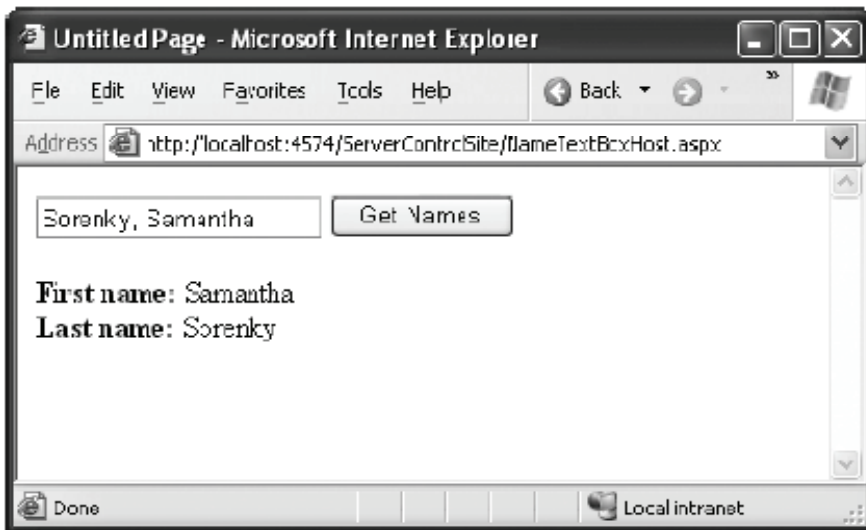 Untitled Page - Microsoft Internet Explorer
File Edit View Favorites Tools Help Back »
Address http://localhost:4574/ServerControlSite/NameTextBoxHost.aspx
Sorenky, Samantha Get Names
First name: Samantha
Last name: Sorenky
Done Local intranet